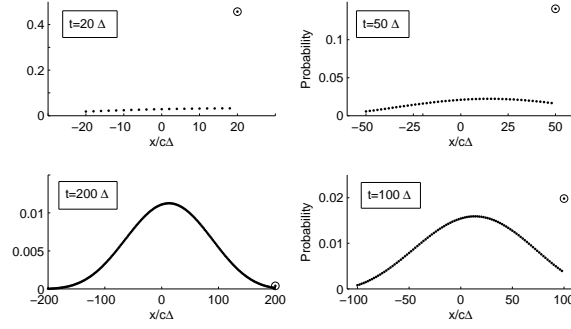 0.4
0.2
0
t=20 Δ
−20 −10 0 10 20
x/cΔ
Probability
0.1
0.05
0
t=50 Δ
−50 −25 0 25 50
x/cΔ
0.01
0.005
0
t=200 Δ
−200 −100 0 100 200
x/cΔ
Probability
0.02
0.01
0
t=100 Δ
−100 −50 0 50 100
x/cΔ